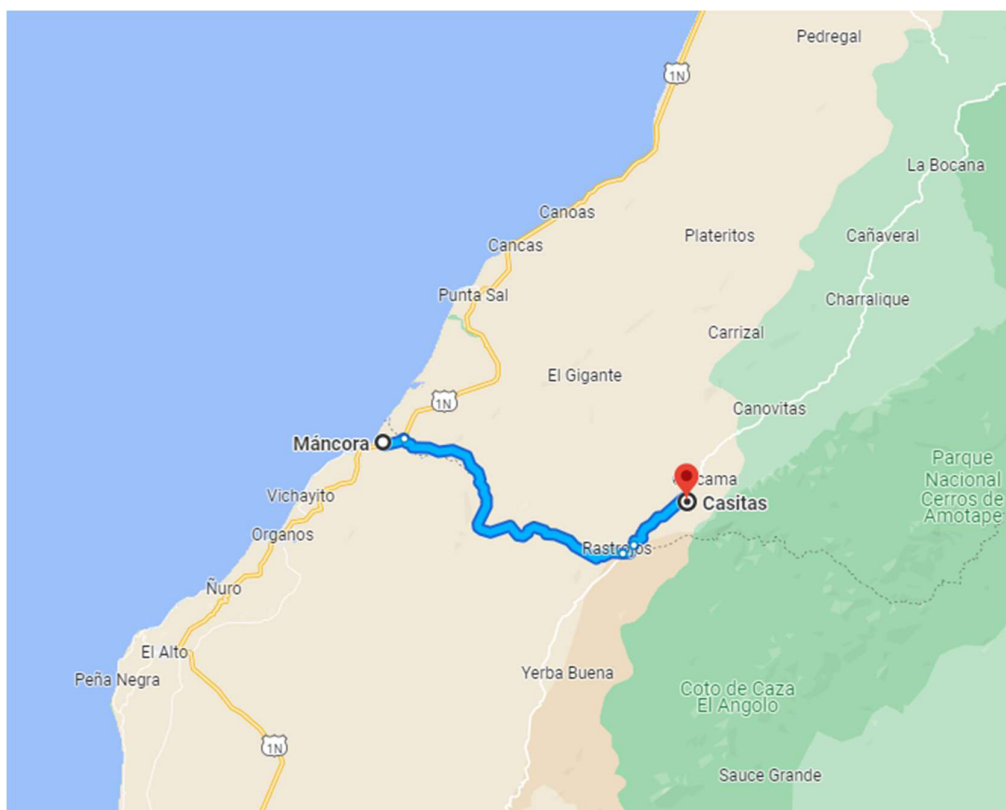 Pedregal
1N
La Bocana
Canoas
Plateritos
Cañaveral
Cancas
Punta Sal
Charralique
Carrizal
El Gigante
1N
Canovitas
Máncora
Parque
Nacional
Cerros de
Amotape
Vichayito
Casitas
Organos
Rastrojos
Ñuro
El Alto
Yerba Buena
Peña Negra
Coto de Caza
El Angolo
1N
Sauce Grande